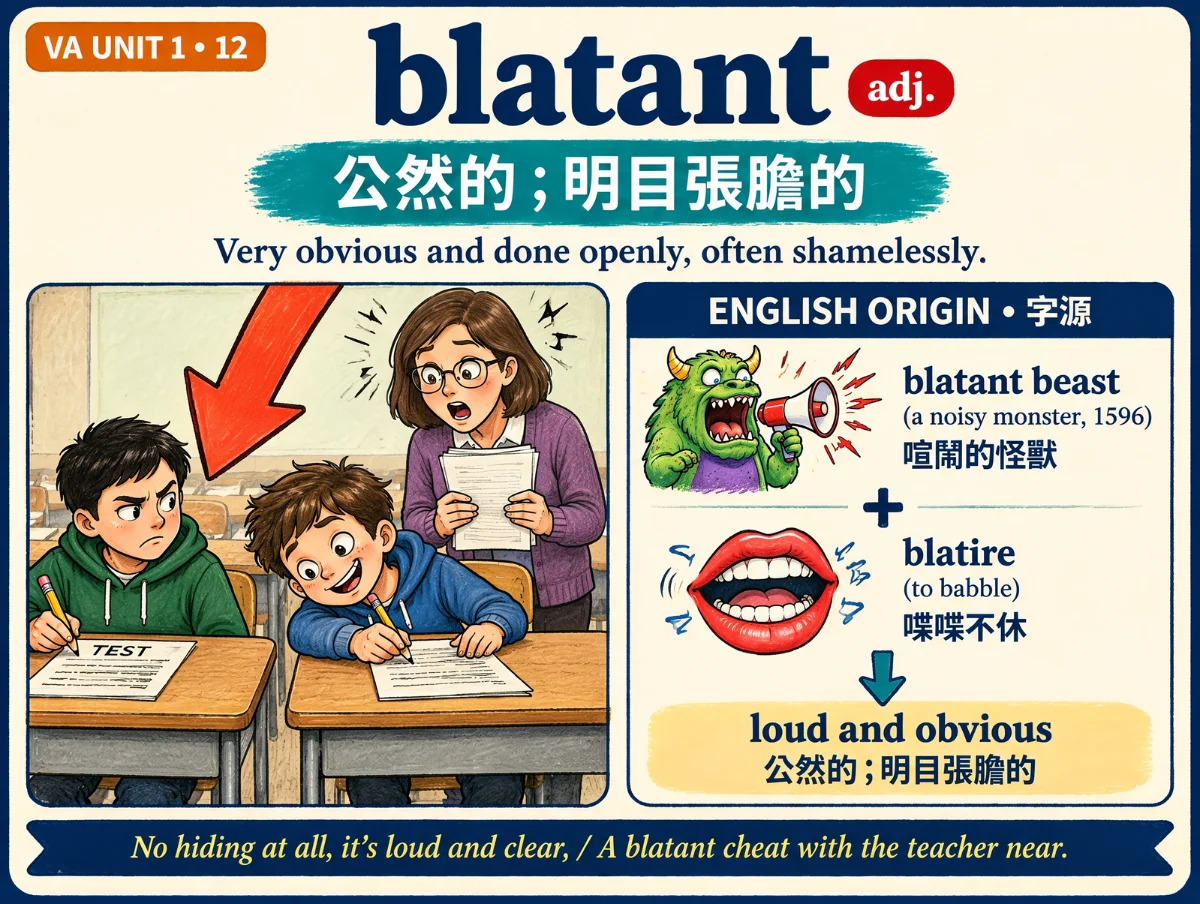 VA UNIT 1 • 12
blatant
adj.
公然的；明目張膽的
Very obvious and done openly, often shamelessly.
TEST
ENGLISH ORIGIN • 字源
blatant beast
(a noisy monster, 1596)
喧鬧的怪獸
+
blatire
(to babble)
喋喋不休
loud and obvious
公然的；明目張膽的
No hiding at all, it's loud and clear, / A blatant cheat with the teacher near.